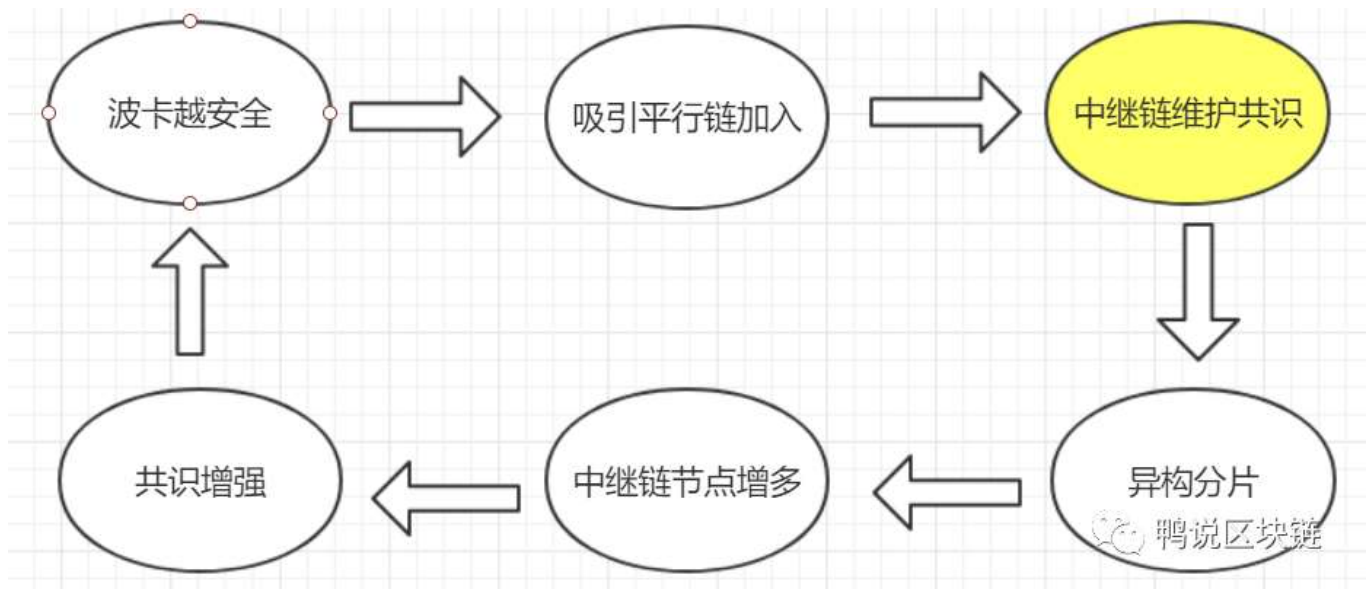 波卡越安全
吸引平行链加入
中继链维护共识
共识增强
中继链节点增多
异构分片
鸭说区块链